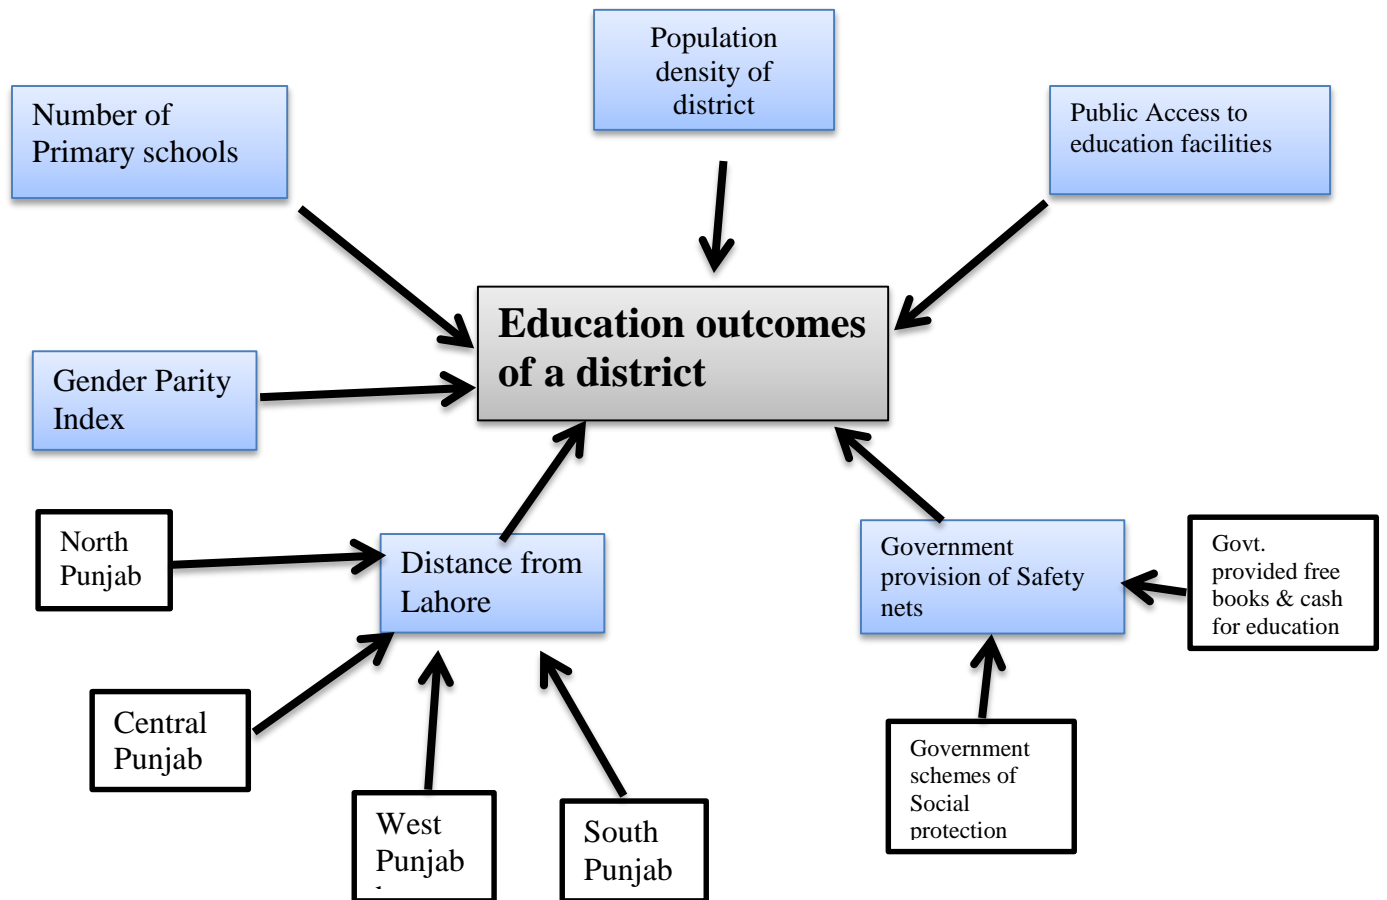 Population
density of
district
Number of
Primary schools
Public Access to
education facilities
Education outcomes
of a district
Gender Parity
Index
North
Punjab
Distance from
Lahore
Government
provision of Safety
nets
Govt.
provided free
books & cash
for education
Central
Punjab
Government
schemes of
Social
protection
West
Punjab
South
Punjab